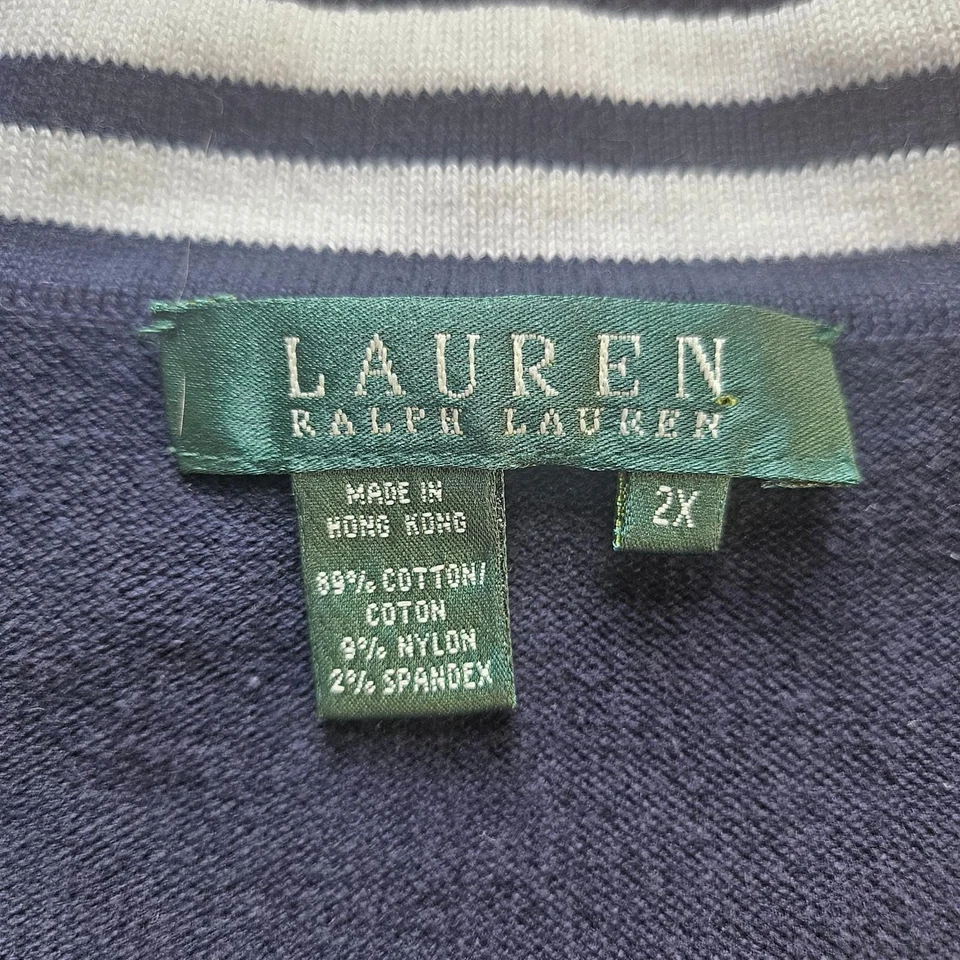 LAUREN
RALPH LAUREN
MADE IN
HONG KONG
2X
89% COTTON/
COTON
9% NYLON
2% SPANDEX